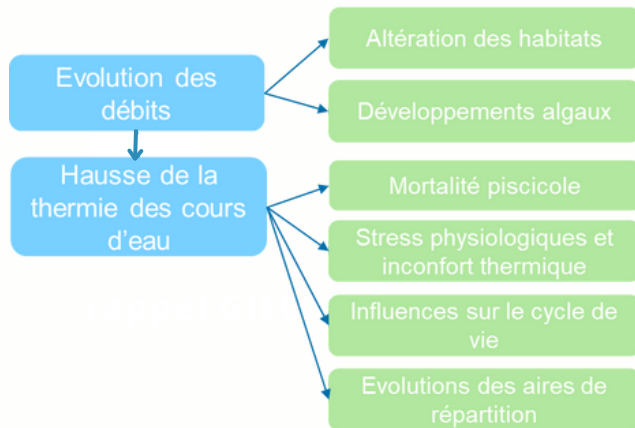 Evolution des
débits
Hausse de la
thermie des cours
d'eau
Altération des habitats
Développements algaux
Mortalité piscicole
Stress physiologiques et
inconfort thermique
Influences sur le cycle de
vie
Evolutions des aires de
répartition